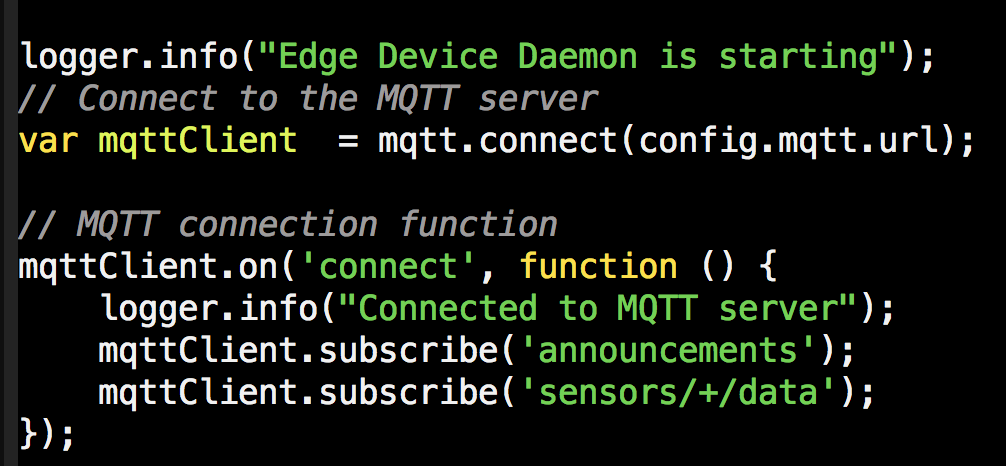 logger.info("Edge Device Daemon is starting");
// Connect to the MQTT server
var mqttClient  = mqtt.connect(config.mqtt.url);
// MQTT connection function
mqttClient.on('connect', function () {
    logger.info("Connected to MQTT server");
    mqttClient.subscribe('announcements');
    mqttClient.subscribe('sensors/+/data');
});